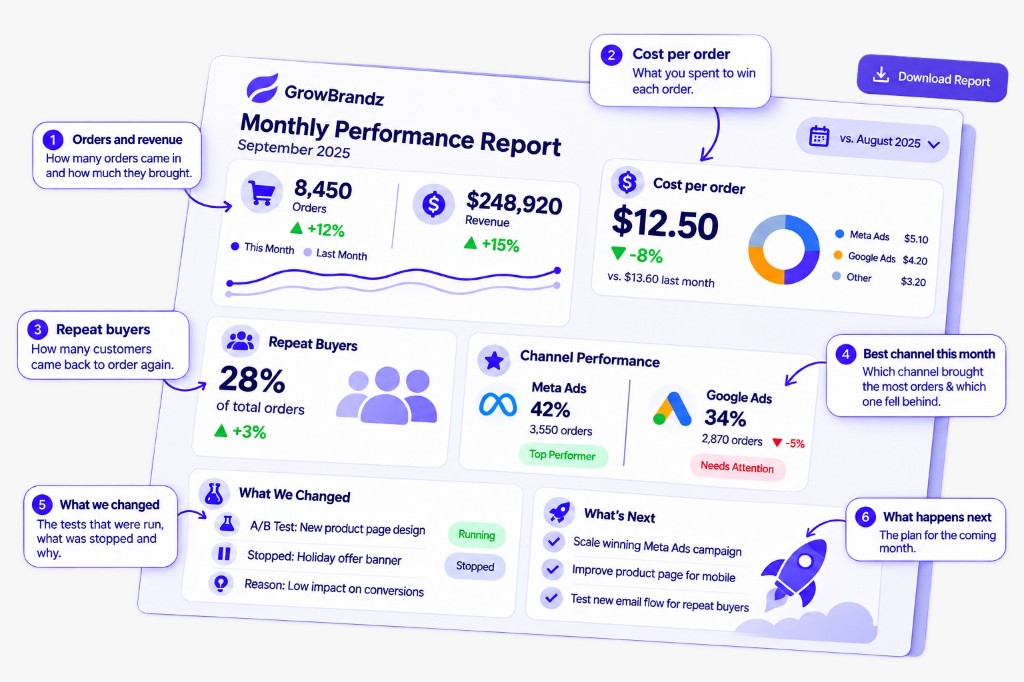 GrowBrandz
Monthly Performance Report
September 2025
Download Report
vs. August 2025
1 Orders and revenue
How many orders came in
and how much they brought.
8,450
Orders
+12%
$248,920
Revenue
+15%
This Month
Last Month
2 Cost per order
What you spent to win
each order.
Cost per order
$12.50
-8%
vs. $13.60 last month
Meta Ads $5.10
Google Ads $4.20
Other $3.20
3 Repeat buyers
How many customers
came back to order again.
Repeat Buyers
28%
of total orders
+3%
4 Best channel this month
Which channel brought
the most orders & which
one fell behind.
Channel Performance
Meta Ads
42%
3,550 orders
Top Performer
Google Ads
34%
2,870 orders -5%
Needs Attention
5 What we changed
The tests that were run,
what was stopped and
why.
What We Changed
A/B Test: New product page design
Running
Stopped: Holiday offer banner
Stopped
Reason: Low impact on conversions
6 What happens next
The plan for the coming
month.
What's Next
Scale winning Meta Ads campaign
Improve product page for mobile
Test new email flow for repeat buyers